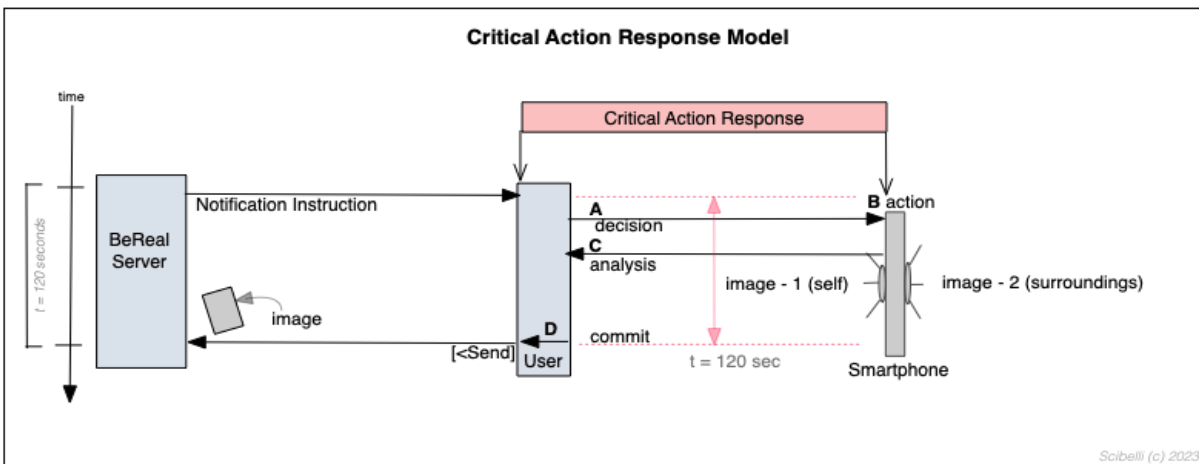 Critical Action Response Model
time
Critical Action Response
Notification Instruction
A
decision
B action
BeReal
Server
t = 120 seconds
C
analysis
image - 1 (self)
image - 2 (surroundings)
image
D
commit
[<Send]
User
t = 120 sec
Smartphone
Scibelli (c) 2023